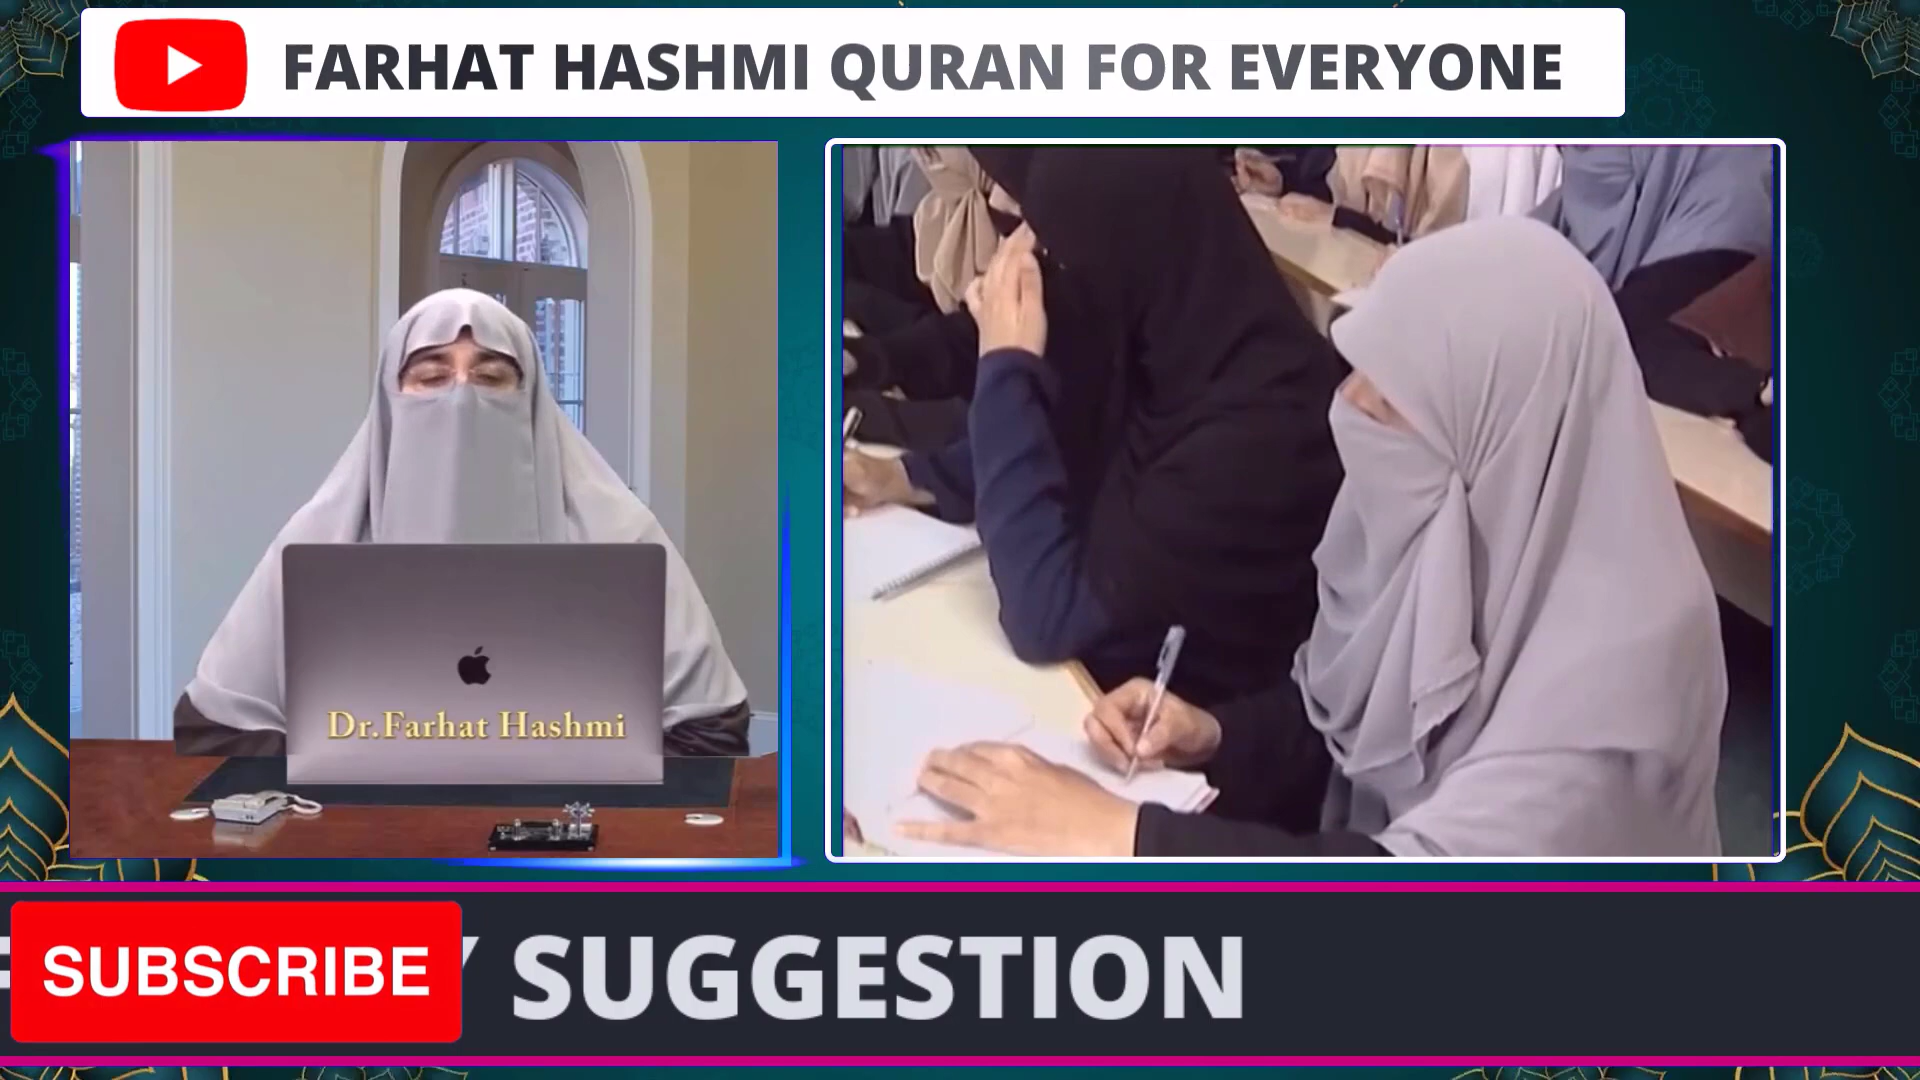 FARHAT HASHMI QURAN FOR EVERYONE
Dr.Farhat Hashmi
SUBSCRIBE
SUGGESTION